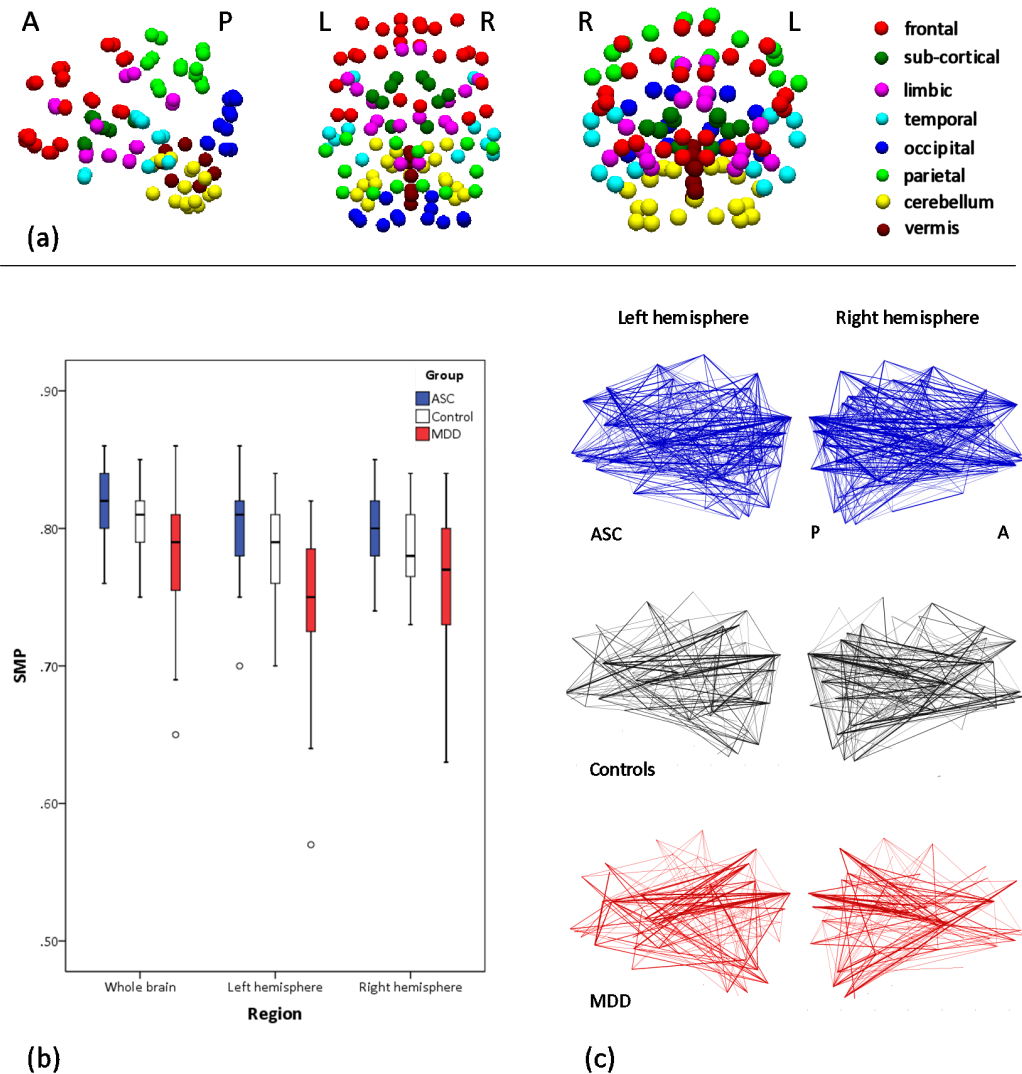 A P L R R L
frontal
sub-cortical
limbic
temporal
occipital
parietal
cerebellum
vermis
(a)
Left hemisphere Right hemisphere
Group
ASC
Control
MDD
.90
.80
.70
.60
.50
SMP
Whole brain Left hemisphere Right hemisphere
Region
(b)
ASC P A
Controls
MDD
(c)